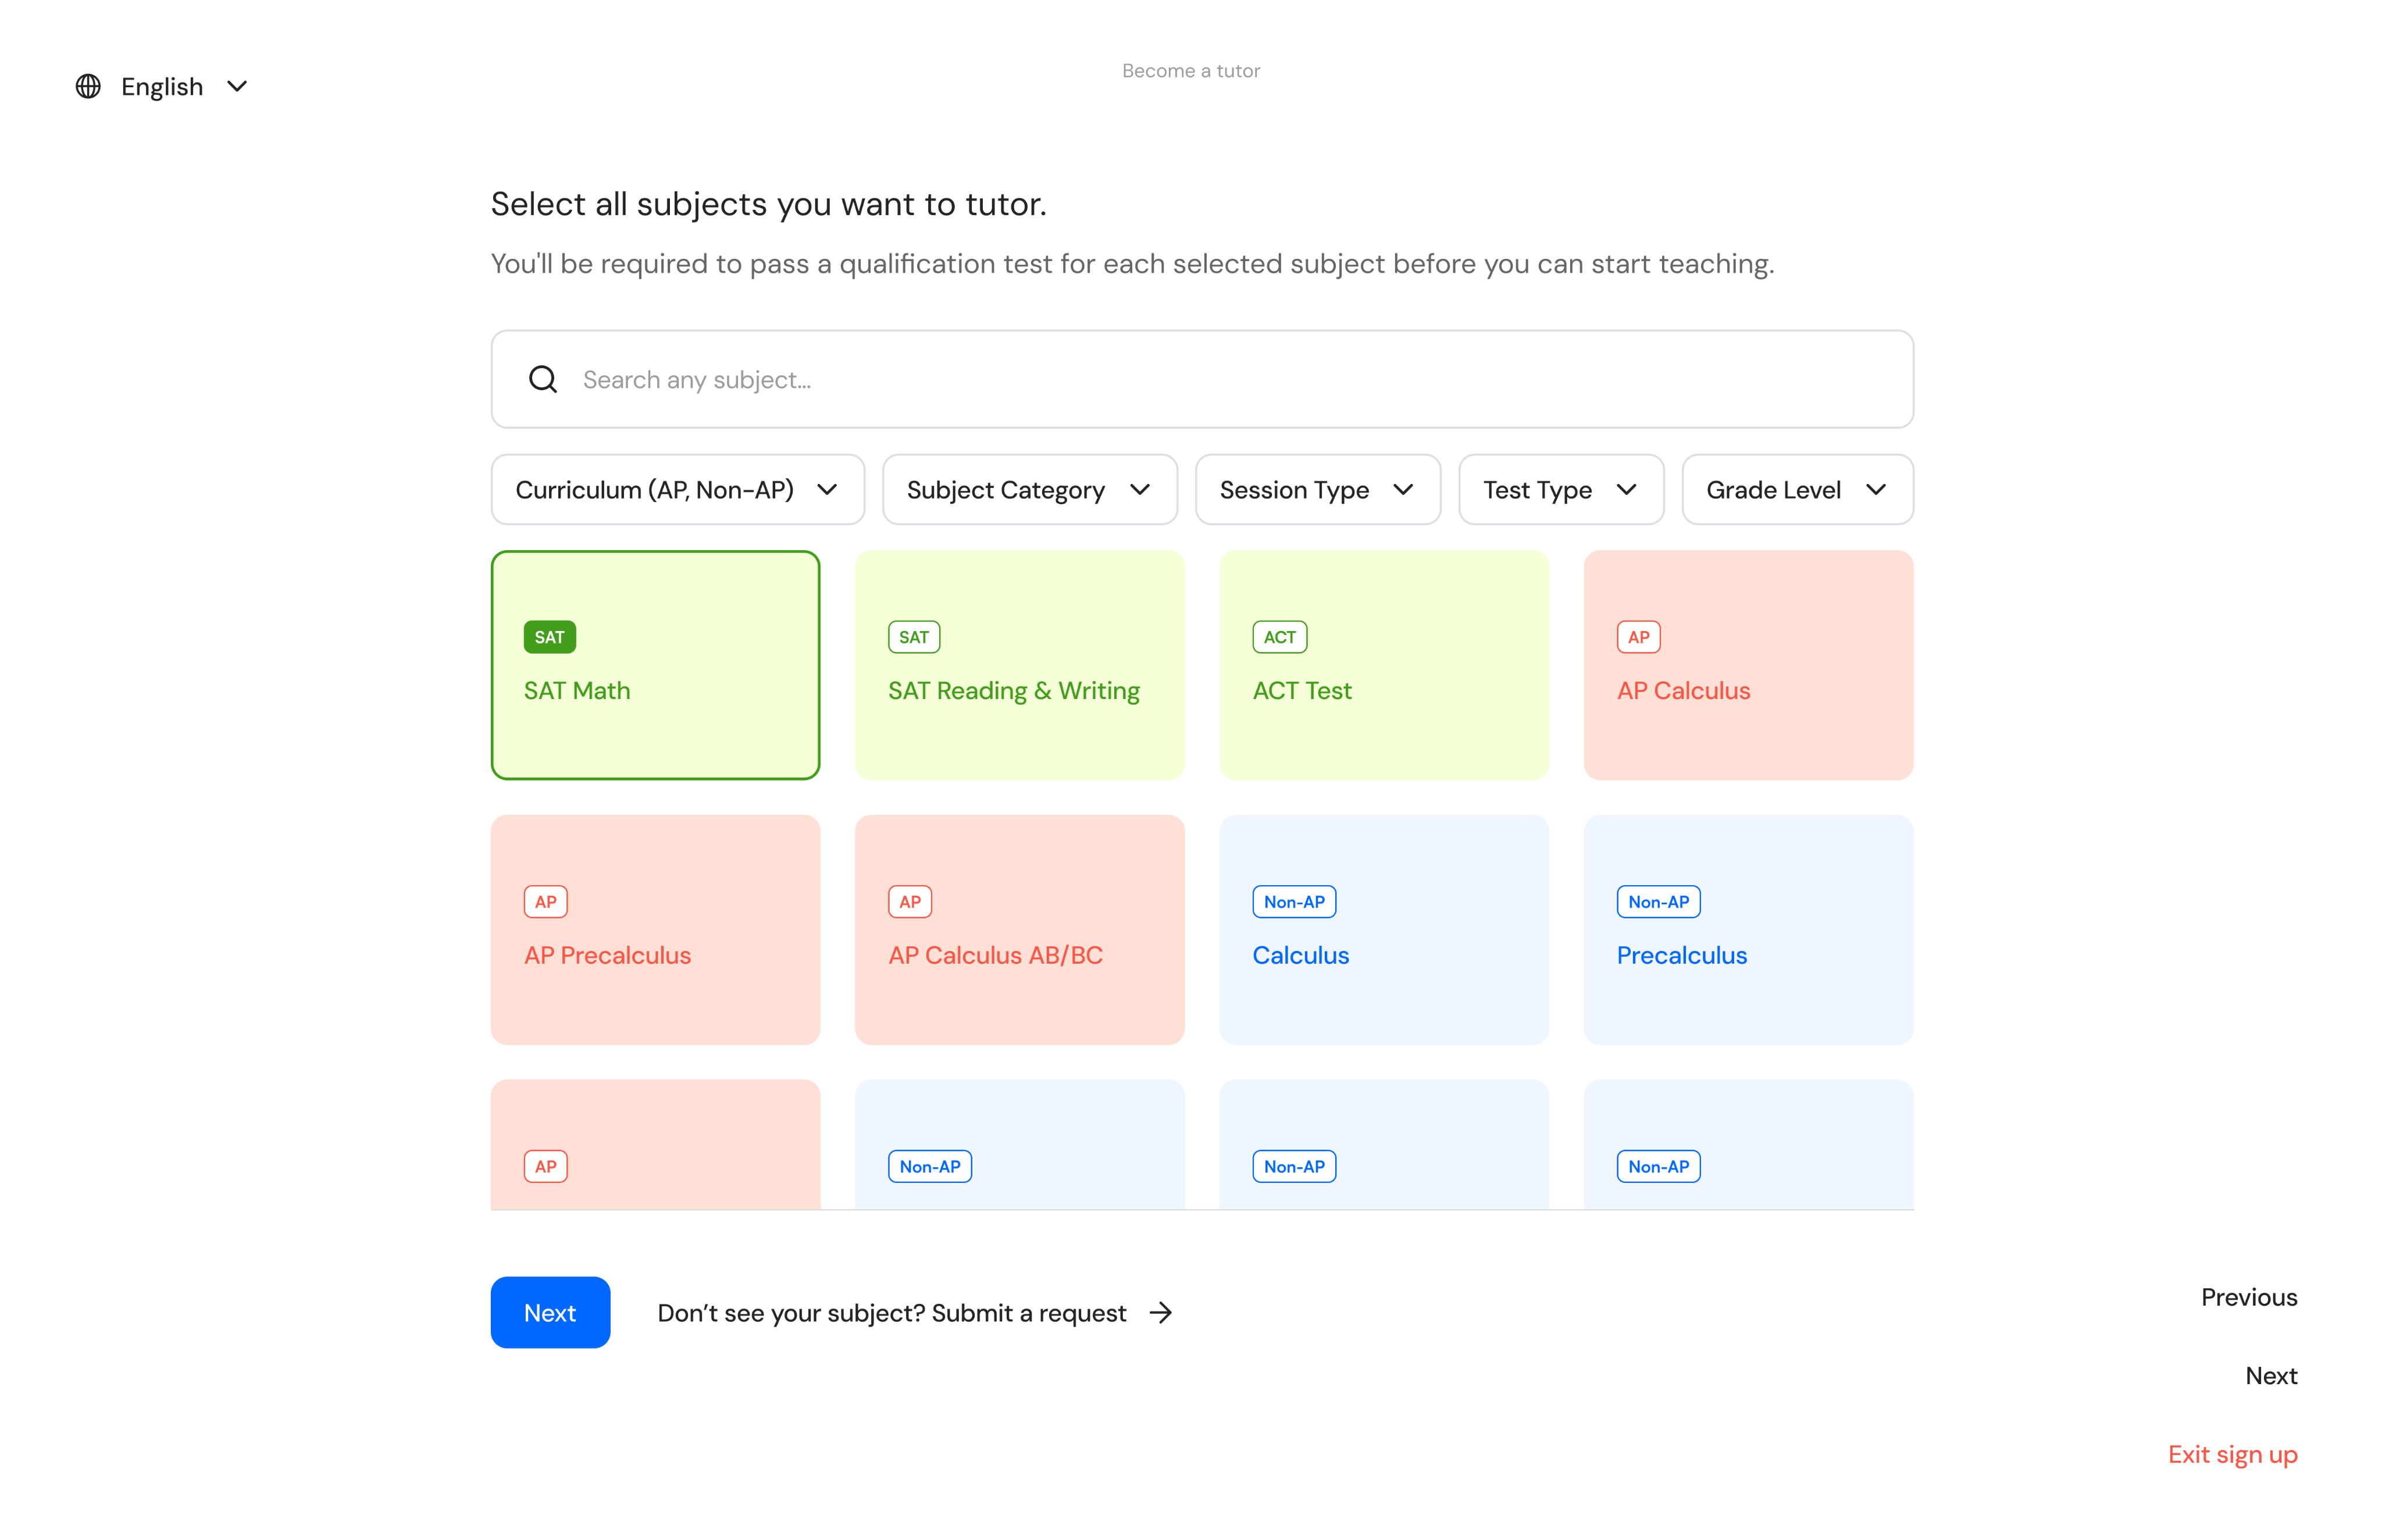 English
Become a tutor
Select all subjects you want to tutor.
You'll be required to pass a qualification test for each selected subject before you can start teaching.
Search any subject...
Curriculum (AP, Non-AP)
Subject Category
Session Type
Test Type
Grade Level
SAT
SAT Math
SAT
SAT Reading & Writing
ACT
ACT Test
AP
AP Calculus
AP
AP Precalculus
AP
AP Calculus AB/BC
Non-AP
Calculus
Non-AP
Precalculus
AP
Non-AP
Non-AP
Non-AP
Next
Don’t see your subject? Submit a request
Previous
Next
Exit sign up